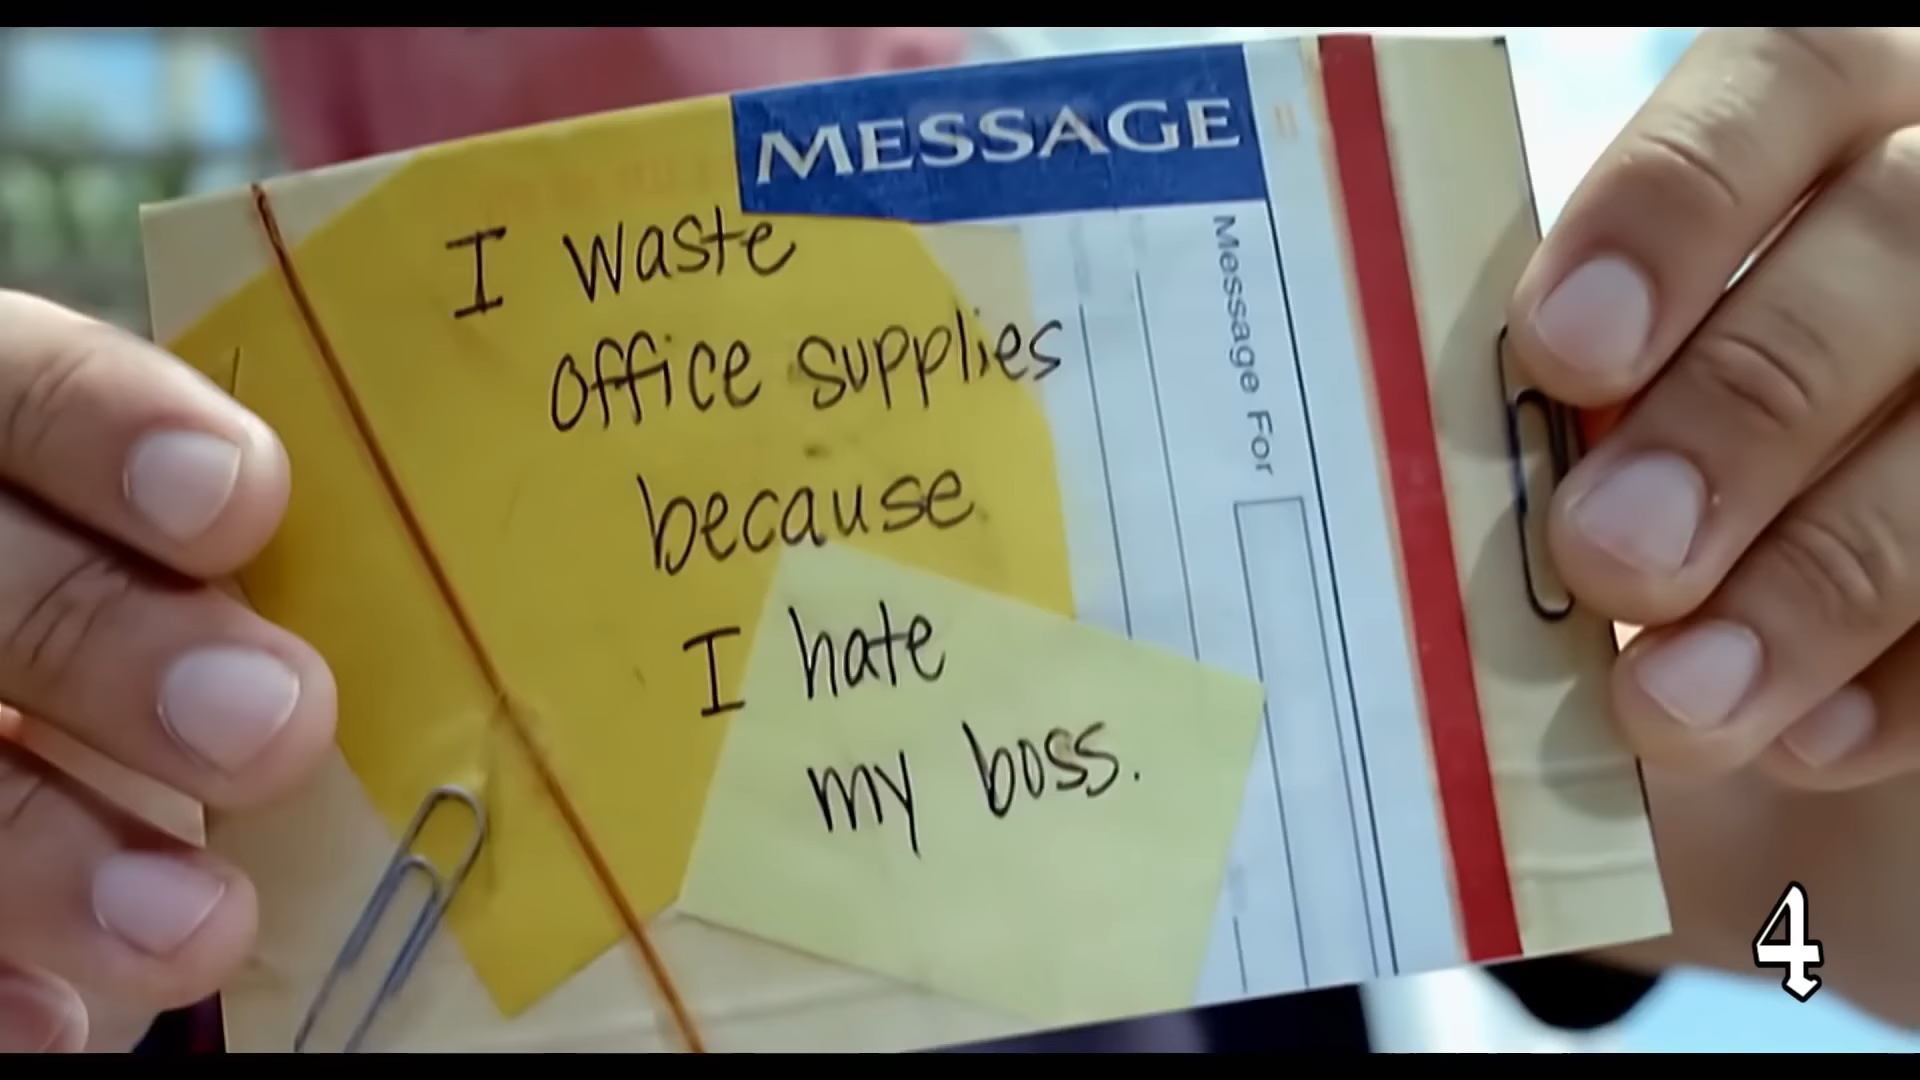 MESSAGE
I waste
office supplies
because
I hate
my boss.
Message For
4